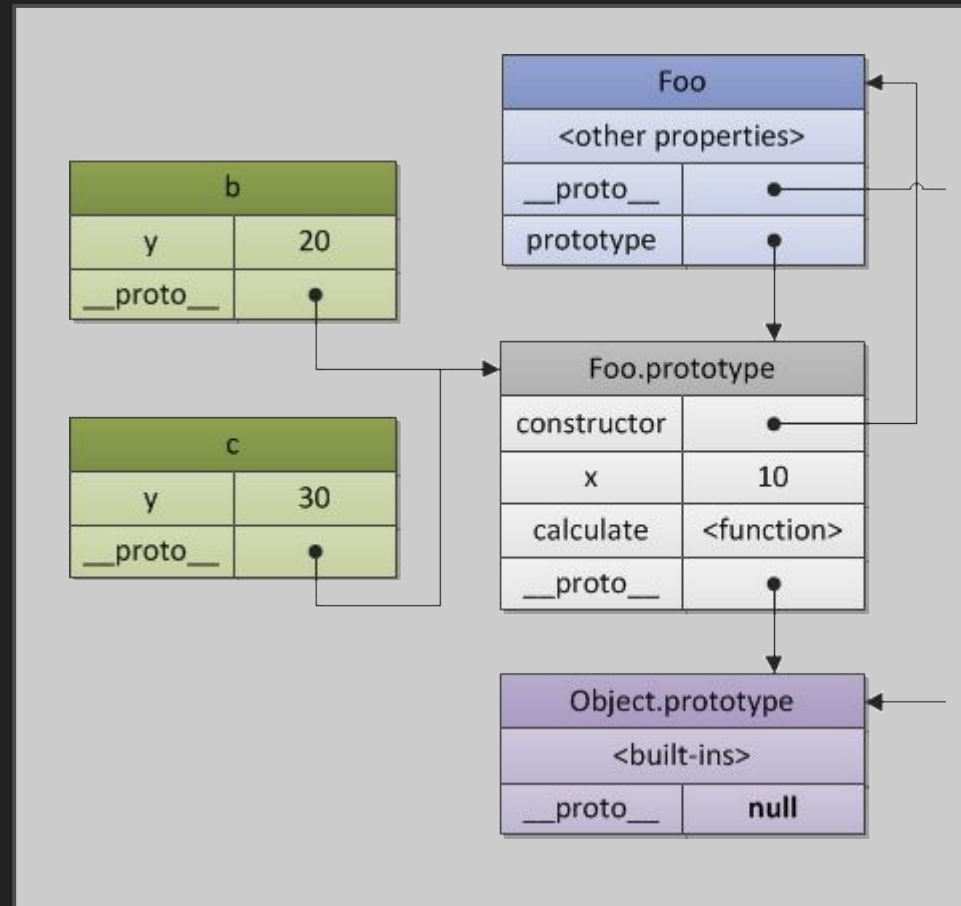 Foo
<other properties>
__proto__
prototype
b
y 20
__proto__
Foo.prototype
constructor
x 10
calculate <function>
__proto__
c
y 30
__proto__
Object.prototype
<built-ins>
__proto__ null